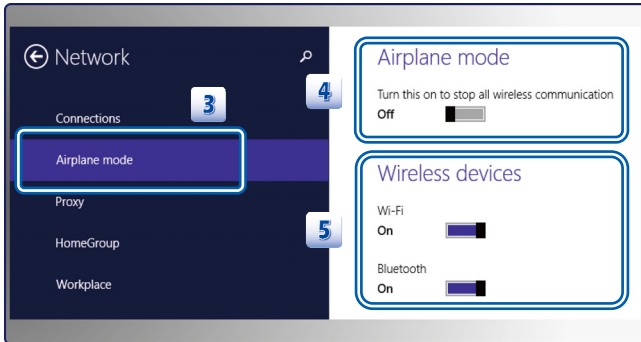 Network
3
Connections
Airplane mode
Proxy
HomeGroup
Workplace
4
Airplane mode
Turn this on to stop all wireless communication
Off
5
Wireless devices
Wi-Fi
On
Bluetooth
On